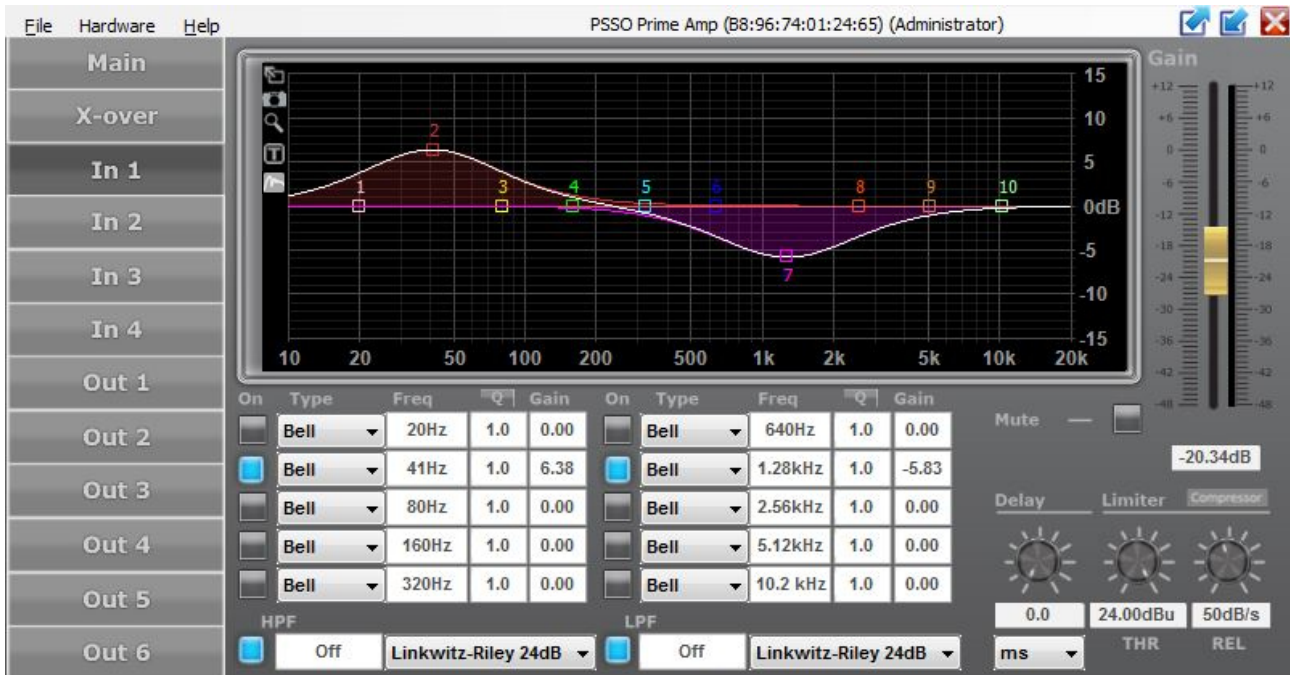 File Hardware Help PSSO Prime Amp (B8:96:74:01:24:65) (Administrator)
Main
X-over
In 1
In 2
In 3
In 4
Out 1
Out 2
Out 3
Out 4
Out 5
Out 6
T
1 2 3 4 5 6 7 8 9 10
15
10
5
0dB
-5
-10
-15
10 20 50 100 200 500 1k 2k 5k 10k 20k
On Type Freq Q Gain On Type Freq Q Gain
Bell 20Hz 1.0 0.00 Bell 640Hz 1.0 0.00
Bell 41Hz 1.0 6.38 Bell 1.28kHz 1.0 -5.83
Bell 80Hz 1.0 0.00 Bell 2.56kHz 1.0 0.00
Bell 160Hz 1.0 0.00 Bell 5.12kHz 1.0 0.00
Bell 320Hz 1.0 0.00 Bell 10.2 kHz 1.0 0.00
HPF LPF
Off Linkwitz-Riley 24dB Off Linkwitz-Riley 24dB
Gain
+12 +12
+6 +6
0 0
-6 -6
-12 -12
-18 -18
-24 -24
-30 -30
-36 -36
-42 -42
-48 -48
Mute
-20.34dB
Delay Limiter Compressor
0.0 24.00dBu 50dB/s
ms THR REL